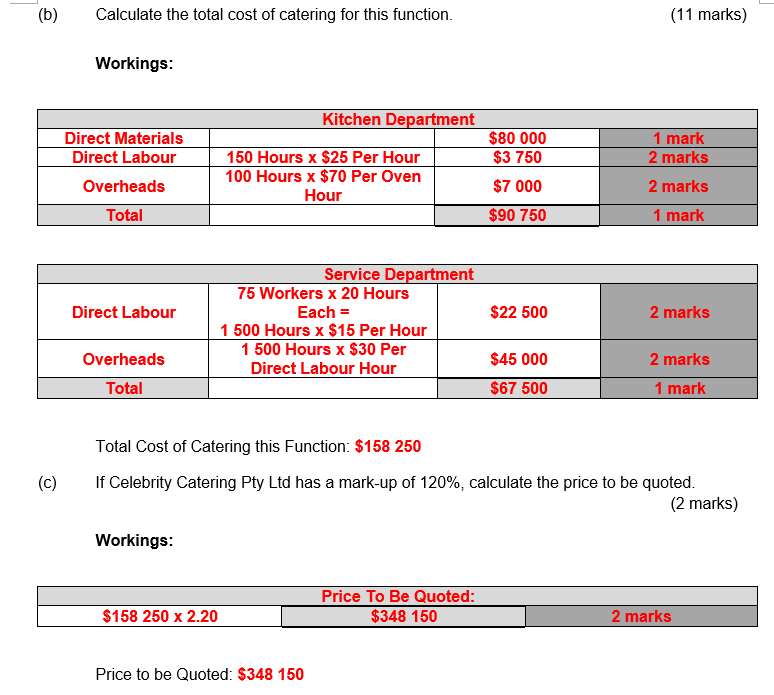 (b) Calculate the total cost of catering for this function. (11 marks)
Workings:
Kitchen Department
Direct Materials $80 000 1 mark
Direct Labour 150 Hours x $25 Per Hour $3 750 2 marks
Overheads 100 Hours x $70 Per Oven Hour $7 000 2 marks
Total $90 750 1 mark
Service Department
Direct Labour 75 Workers x 20 Hours Each = 1 500 Hours x $15 Per Hour $22 500 2 marks
Overheads 1 500 Hours x $30 Per Direct Labour Hour $45 000 2 marks
Total $67 500 1 mark
Total Cost of Catering this Function: $158 250
(c) If Celebrity Catering Pty Ltd has a mark-up of 120%, calculate the price to be quoted.
(2 marks)
Workings:
Price To Be Quoted:
$158 250 x 2.20 $348 150 2 marks
Price to be Quoted: $348 150